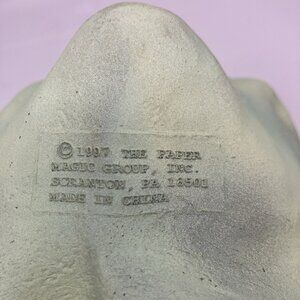 © 1997 THE PAPER
MAGIC GROUP, INC.
SCRANTON, PA 18501
MADE IN CHINA